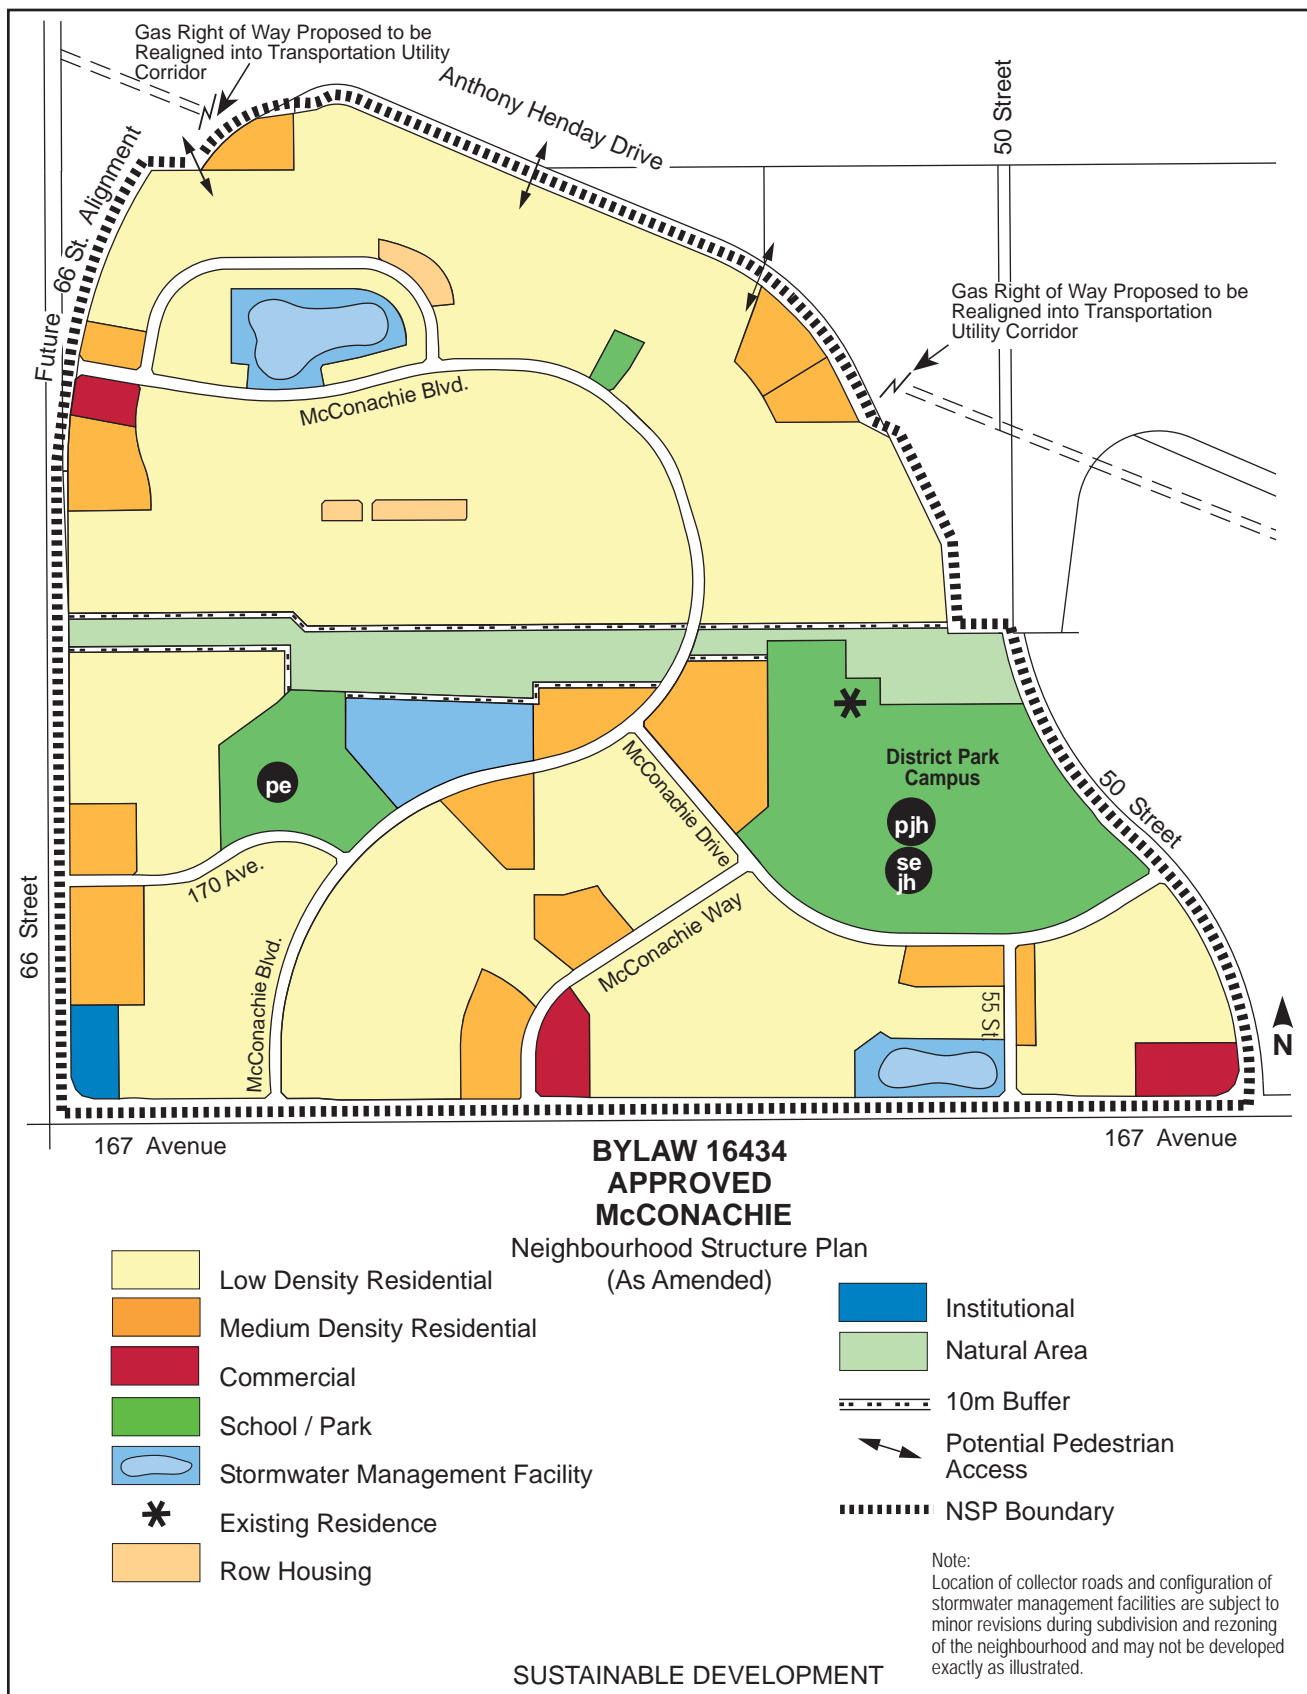 Gas Right of Way Proposed to be
Realigned into Transportation Utility
Corridor
Anthony Henday Drive
50 Street
Future 66 St. Alignment
Gas Right of Way Proposed to be
Realigned into Transportation
Utility Corridor
McConachie Blvd.
District Park
Campus
pe
pjh
se
jh
McConachie Drive
50 Street
170 Ave.
McConachie Way
66 Street
McConachie Blvd.
55 St.
N
167 Avenue
167 Avenue
BYLAW 16434
APPROVED
McCONACHIE
Neighbourhood Structure Plan
(As Amended)
Low Density Residential
Medium Density Residential
Commercial
School / Park
Stormwater Management Facility
Existing Residence
Row Housing
Institutional
Natural Area
10m Buffer
Potential Pedestrian
Access
NSP Boundary
Note:
Location of collector roads and configuration of
stormwater management facilities are subject to
minor revisions during subdivision and rezoning
of the neighbourhood and may not be developed
exactly as illustrated.
SUSTAINABLE DEVELOPMENT